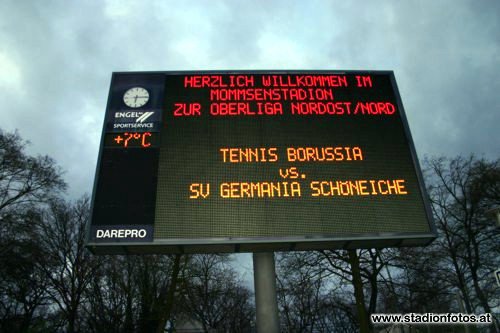 HERZLICH WILLKOMMEN IM
MOMMSENSTADION
ZUR OBERLIGA NORDOST/NORD
ENGEL
SPORTSERVICE
+7°C
TENNIS BORUSSIA
vs.
SV GERMANIA SCHÖNEICHE
DAREPRO
www.stadionfotos.at